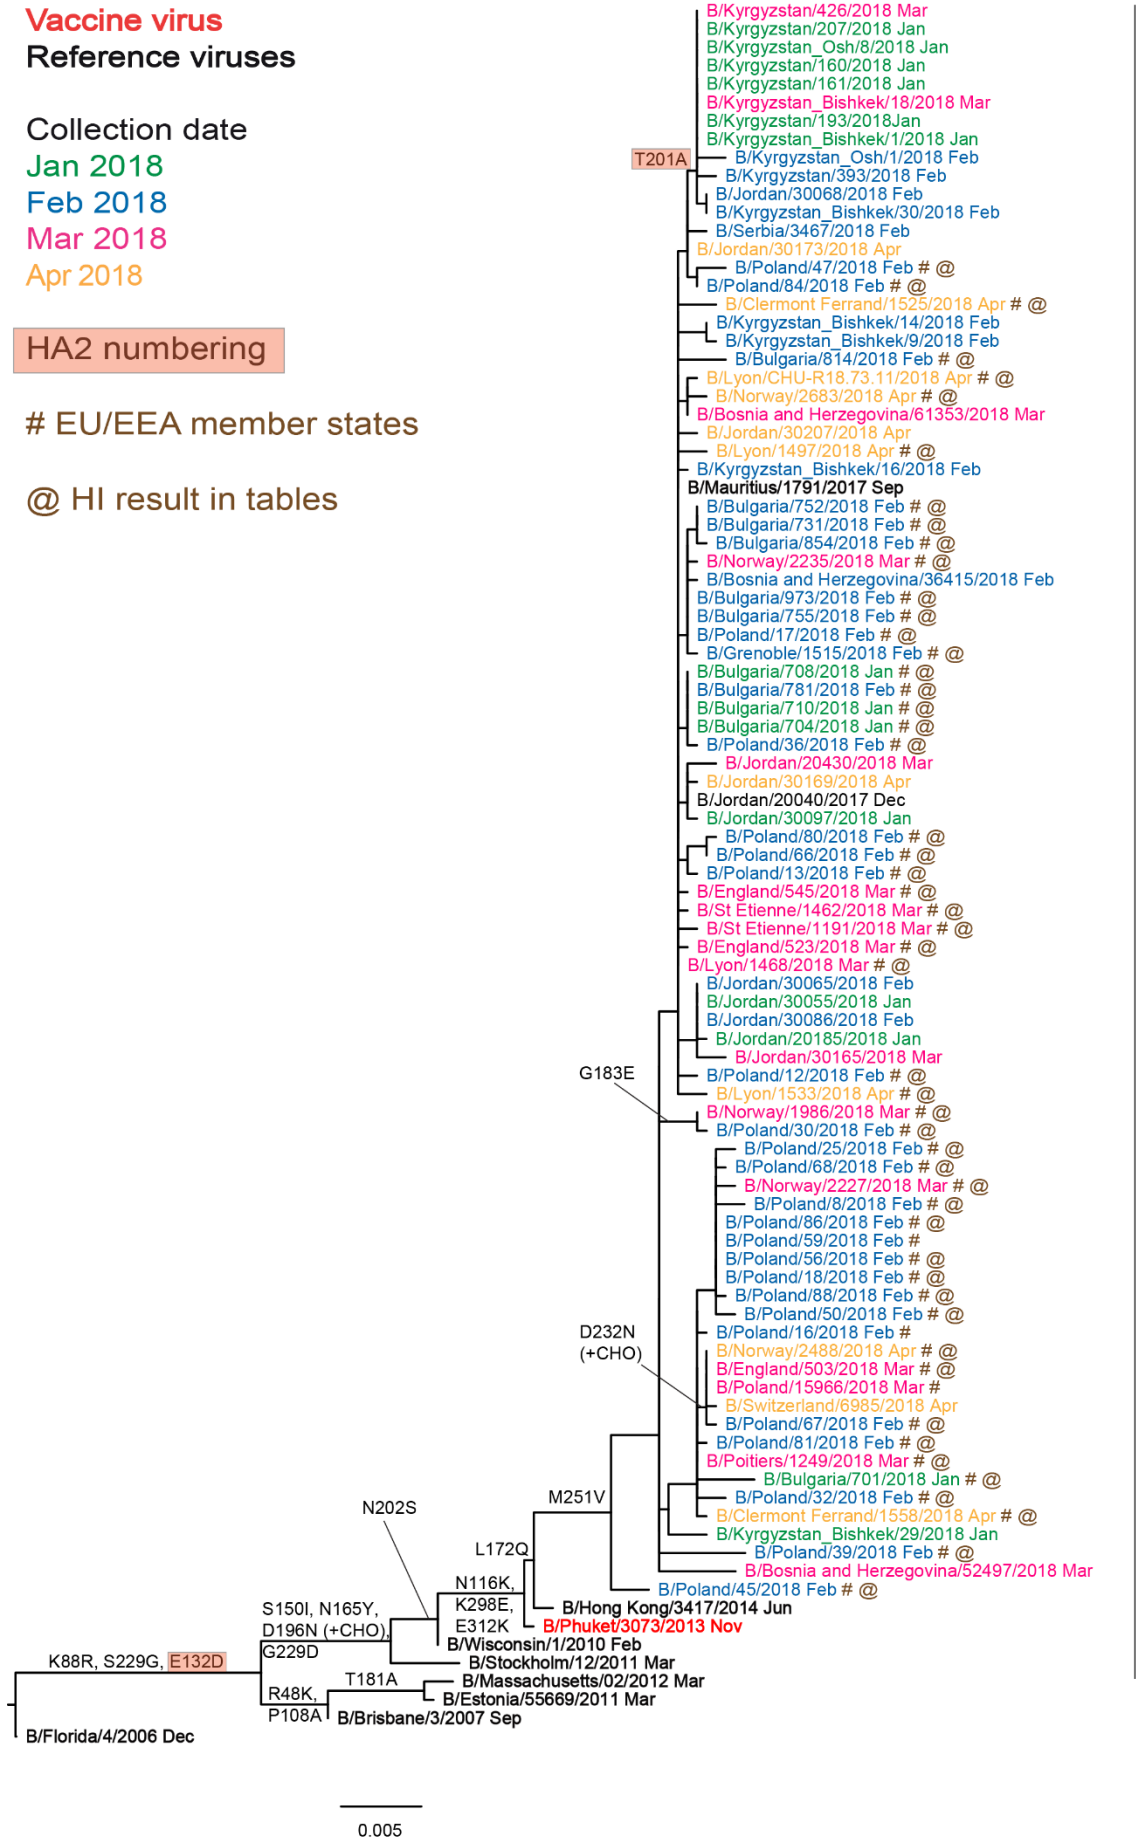 Vaccine virus
Reference viruses
Collection date
Jan 2018
Feb 2018
Mar 2018
Apr 2018
HA2 numbering
# EU/EEA member states
@ HI result in tables
B/Kyrgyzstan/426/2018 Mar
B/Kyrgyzstan/207/2018 Jan
B/Kyrgyzstan_Osh/8/2018 Jan
B/Kyrgyzstan/160/2018 Jan
B/Kyrgyzstan/161/2018 Jan
B/Kyrgyzstan_Bishkek/18/2018 Mar
B/Kyrgyzstan/193/2018Jan
B/Kyrgyzstan_Bishkek/1/2018 Jan
T201A
B/Kyrgyzstan_Osh/1/2018 Feb
B/Kyrgyzstan/393/2018 Feb
B/Jordan/30068/2018 Feb
B/Kyrgyzstan_Bishkek/30/2018 Feb
B/Serbia/3467/2018 Feb
B/Jordan/30173/2018 Apr
B/Poland/47/2018 Feb # @
B/Poland/84/2018 Feb # @
B/Clermont Ferrand/1525/2018 Apr # @
B/Kyrgyzstan_Bishkek/14/2018 Feb
B/Kyrgyzstan_Bishkek/9/2018 Feb
B/Bulgaria/814/2018 Feb # @
B/Lyon/CHU-R18.73.11/2018 Apr # @
B/Norway/2683/2018 Apr # @
B/Bosnia and Herzegovina/61353/2018 Mar
B/Jordan/30207/2018 Apr
B/Lyon/1497/2018 Apr # @
B/Kyrgyzstan_Bishkek/16/2018 Feb
B/Mauritius/1791/2017 Sep
B/Bulgaria/752/2018 Feb # @
B/Bulgaria/731/2018 Feb # @
B/Bulgaria/854/2018 Feb # @
B/Norway/2235/2018 Mar # @
B/Bosnia and Herzegovina/36415/2018 Feb
B/Bulgaria/973/2018 Feb # @
B/Bulgaria/755/2018 Feb # @
B/Poland/17/2018 Feb # @
B/Grenoble/1515/2018 Feb # @
B/Bulgaria/708/2018 Jan # @
B/Bulgaria/781/2018 Feb # @
B/Bulgaria/710/2018 Jan # @
B/Bulgaria/704/2018 Jan # @
B/Poland/36/2018 Feb # @
B/Jordan/20430/2018 Mar
B/Jordan/30169/2018 Apr
B/Jordan/20040/2017 Dec
B/Jordan/30097/2018 Jan
B/Poland/80/2018 Feb # @
B/Poland/66/2018 Feb # @
B/Poland/13/2018 Feb # @
B/England/545/2018 Mar # @
B/St Etienne/1462/2018 Mar # @
B/St Etienne/1191/2018 Mar # @
B/England/523/2018 Mar # @
B/Lyon/1468/2018 Mar # @
B/Jordan/30065/2018 Feb
B/Jordan/30055/2018 Jan
B/Jordan/30086/2018 Feb
B/Jordan/20185/2018 Jan
B/Jordan/30165/2018 Mar
G183E
B/Poland/12/2018 Feb # @
B/Lyon/1533/2018 Apr # @
B/Norway/1986/2018 Mar # @
B/Poland/30/2018 Feb # @
B/Poland/25/2018 Feb # @
B/Poland/68/2018 Feb # @
B/Norway/2227/2018 Mar # @
B/Poland/8/2018 Feb # @
B/Poland/86/2018 Feb # @
B/Poland/59/2018 Feb #
B/Poland/56/2018 Feb # @
B/Poland/18/2018 Feb # @
B/Poland/88/2018 Feb # @
B/Poland/50/2018 Feb # @
D232N
(+CHO)
B/Poland/16/2018 Feb #
B/Norway/2488/2018 Apr # @
B/England/503/2018 Mar # @
B/Poland/15966/2018 Mar #
B/Switzerland/6985/2018 Apr
B/Poland/67/2018 Feb # @
B/Poland/81/2018 Feb # @
B/Poitiers/1249/2018 Mar # @
B/Bulgaria/701/2018 Jan # @
B/Poland/32/2018 Feb # @
B/Clermont Ferrand/1558/2018 Apr # @
B/Kyrgyzstan_Bishkek/29/2018 Jan
B/Poland/39/2018 Feb # @
B/Bosnia and Herzegovina/52497/2018 Mar
B/Poland/45/2018 Feb # @
M251V
N202S
L172Q
N116K,
K298E,
E312K
B/Hong Kong/3417/2014 Jun
B/Phuket/3073/2013 Nov
B/Wisconsin/1/2010 Feb
S150I, N165Y,
D196N (+CHO),
G229D
B/Stockholm/12/2011 Mar
K88R, S229G, E132D
T181A
B/Massachusetts/02/2012 Mar
R48K,
P108A
B/Estonia/55669/2011 Mar
B/Brisbane/3/2007 Sep
B/Florida/4/2006 Dec
0.005